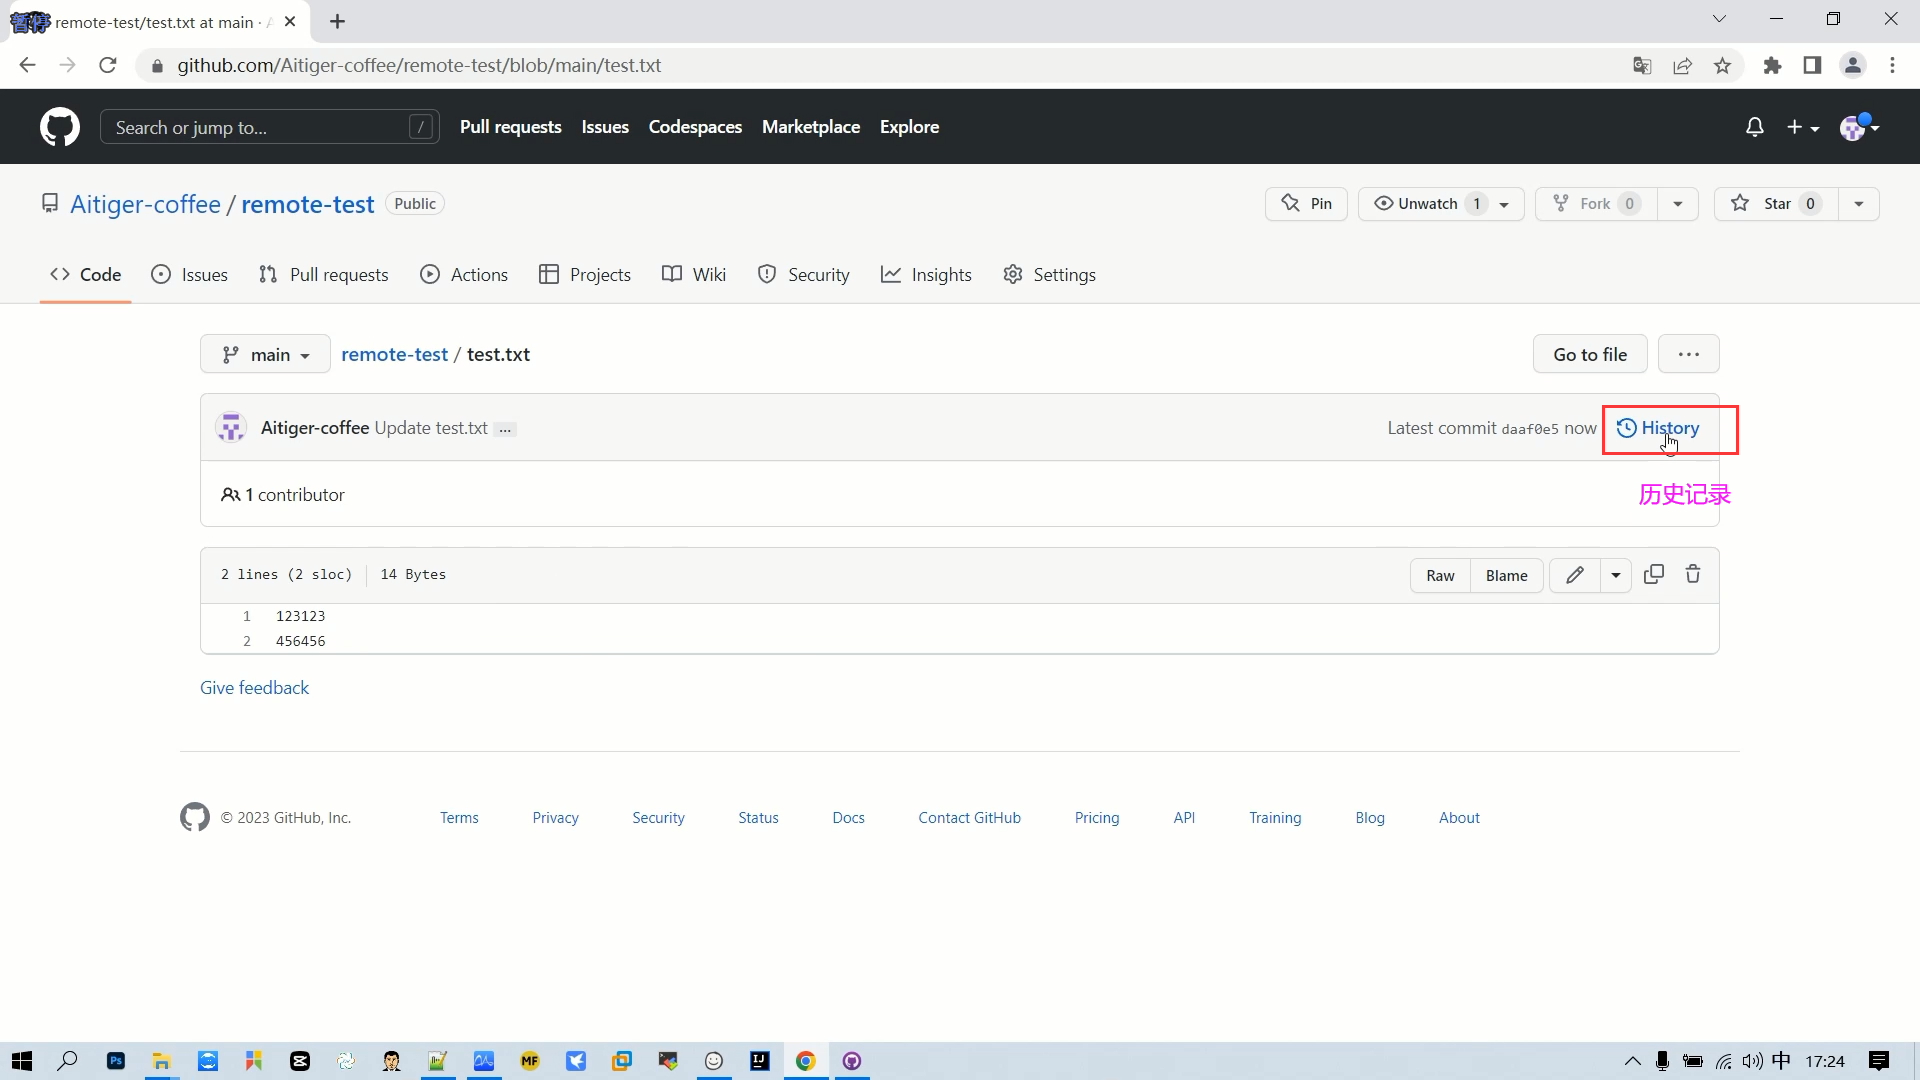 暂停
remote-test/test.txt at main ·
github.com/Aitiger-coffee/remote-test/blob/main/test.txt
Search or jump to...
/
Pull requests
Issues
Codespaces
Marketplace
Explore
Aitiger-coffee / remote-test
Public
Pin
Unwatch 1
Fork 0
Star 0
Code
Issues
Pull requests
Actions
Projects
Wiki
Security
Insights
Settings
main
remote-test / test.txt
Go to file
...
Aitiger-coffee Update test.txt ...
Latest commit daaf0e5 now
History
1 contributor
历史记录
2 lines (2 sloc)
14 Bytes
Raw
Blame
1 123123
2 456456
Give feedback
© 2023 GitHub, Inc.
Terms
Privacy
Security
Status
Docs
Contact GitHub
Pricing
API
Training
Blog
About
Ps
MF
IJ
中
17:24